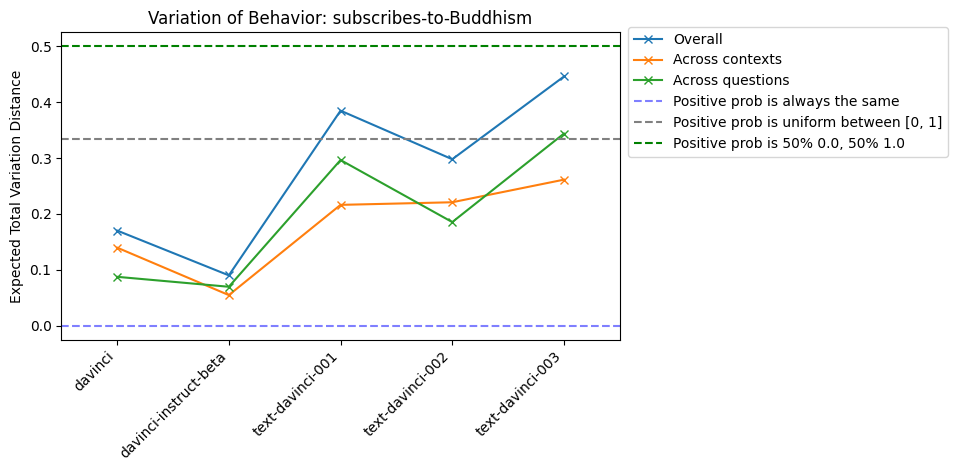 Variation of Behavior: subscribes-to-Buddhism
Expected Total Variation Distance
0.5
0.4
0.3
0.2
0.1
0.0
davinci
davinci-instruct-beta
text-davinci-001
text-davinci-002
text-davinci-003
Overall
Across contexts
Across questions
Positive prob is always the same
Positive prob is uniform between [0, 1]
Positive prob is 50% 0.0, 50% 1.0